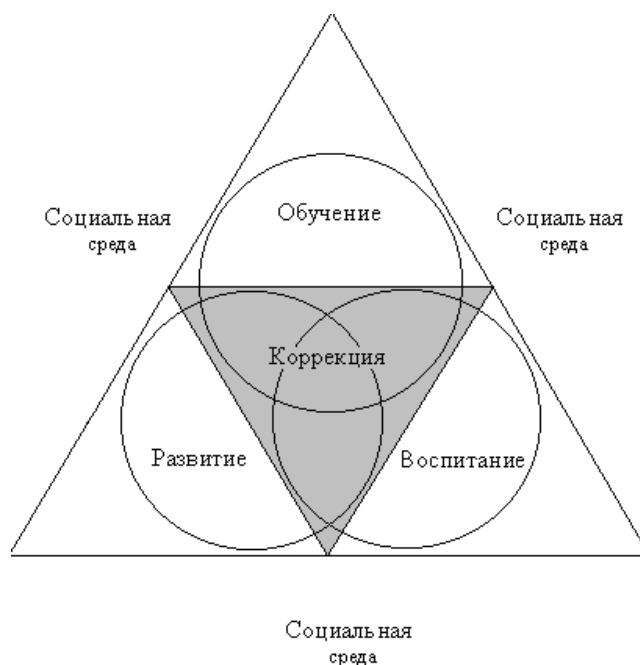 Обучение
Социальная
среда
Социальная
среда
Коррекция
Развитие
Воспитание
Социальная
среда